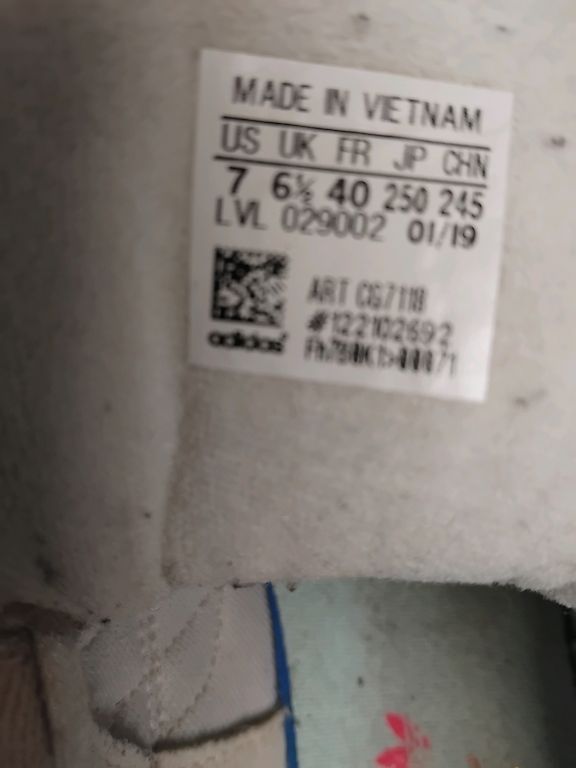 MADE IN VIETNAM
US UK FR JP CHN
7 6½ 40 250 245
LVL 029002 01/19
ART CG7118
#122102692
adidas